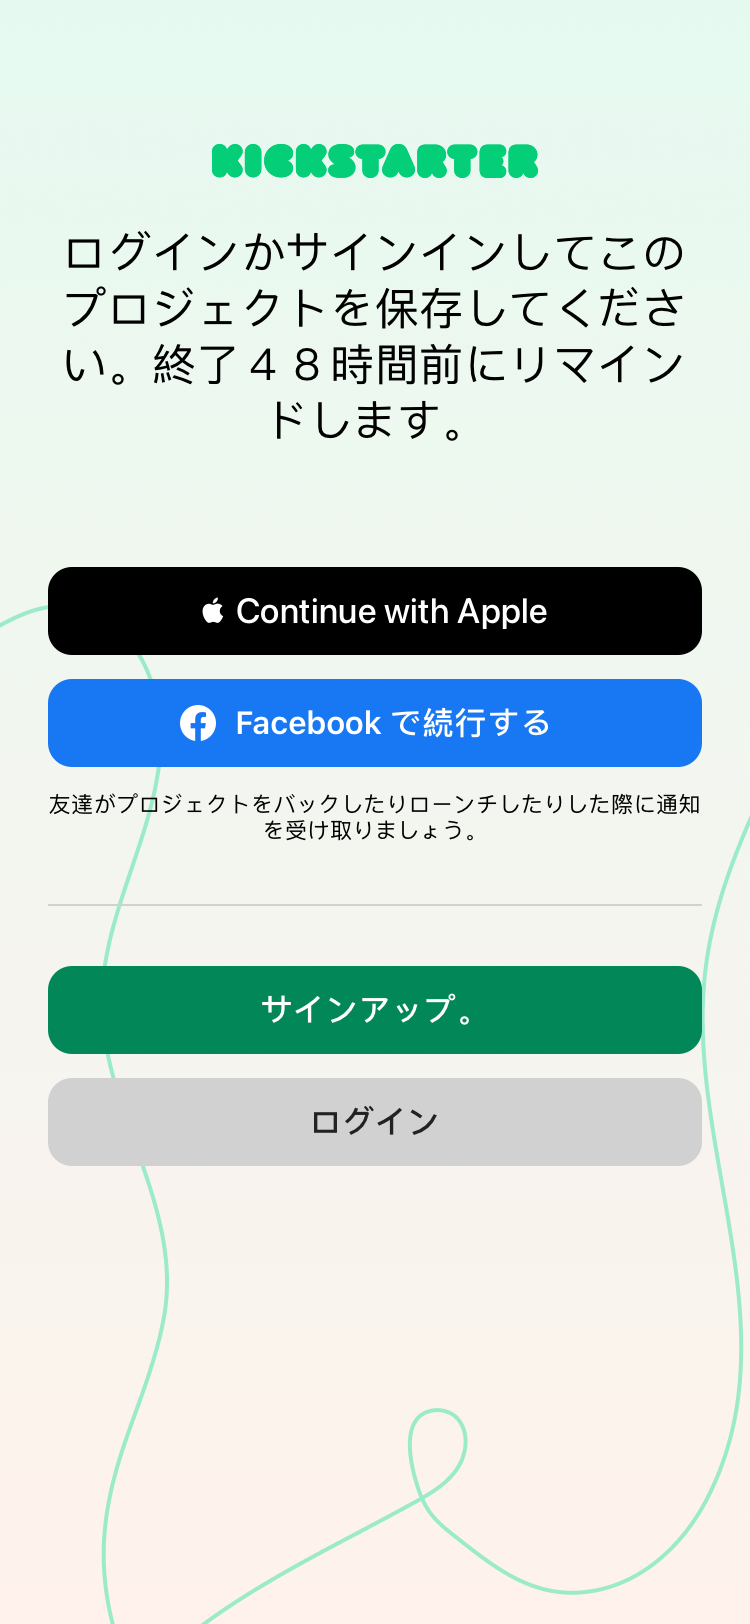 KICKSTARTER
ログインかサインインしてこの
プロジェクトを保存してくださ
い。終了４８時間前にリマイン
ドします。
Continue with Apple
Facebook で続行する
友達がプロジェクトをバックしたりローンチしたりした際に通知
を受け取りましょう。
サインアップ。
ログイン